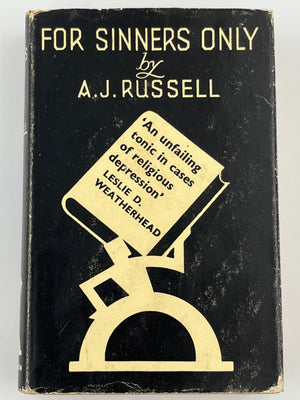 FOR SINNERS ONLY
by
A.J. RUSSELL
'An unfailing
tonic in cases
of religious
depression'
LESLIE D.
WEATHERHEAD